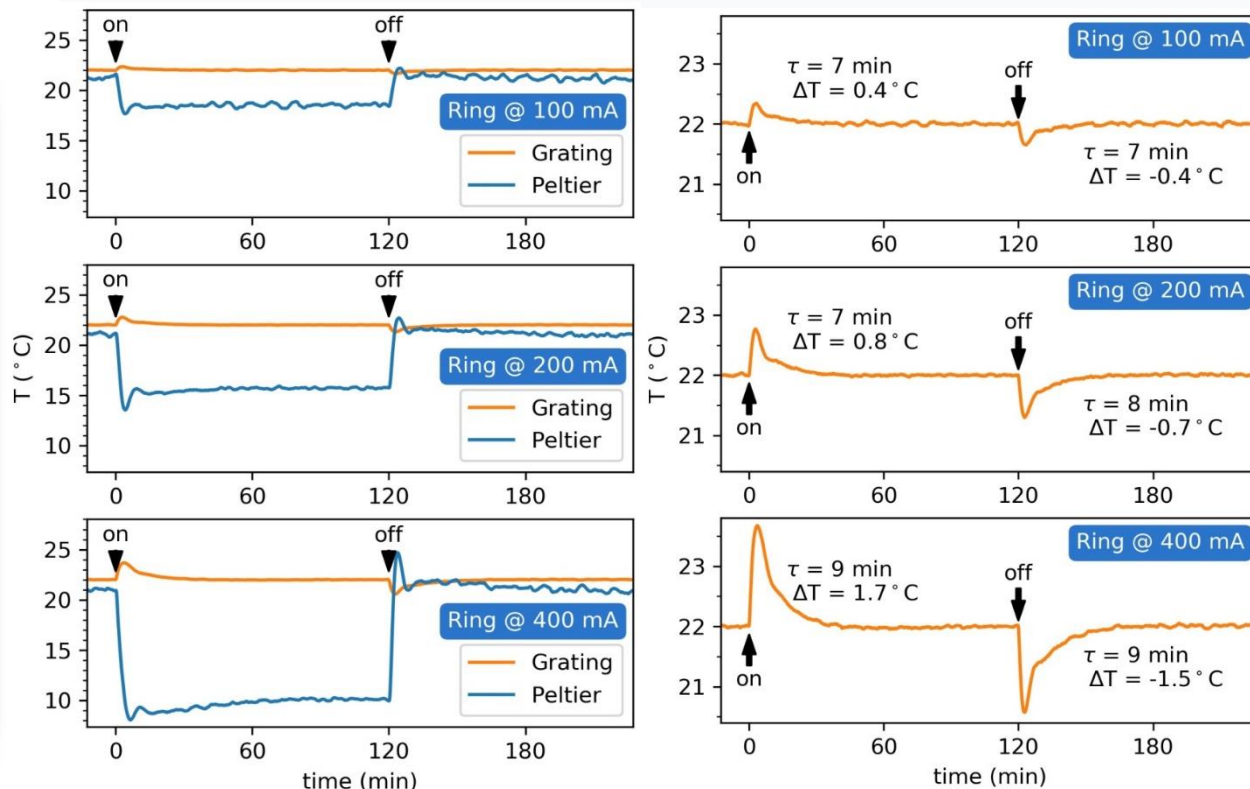 on
off
25
20
15
10
Ring @ 100 mA
Grating
Peltier
0
120
60
180
on
off
25
20
15
10
T (°C)
Ring @ 200 mA
Grating
Peltier
0
60
120
180
on
off
25
20
15
10
Ring @ 400 mA
Grating
Peltier
0
60
120
180
time (min)
Ring @ 100 mA
23
22
21
τ = 7 min
ΔT = 0.4°C
off
on
τ = 7 min
ΔT = -0.4°C
0
60
120
180
Ring @ 200 mA
23
22
21
T (°C)
τ = 7 min
ΔT = 0.8°C
off
on
τ = 8 min
ΔT = -0.7°C
0
60
120
180
Ring @ 400 mA
23
22
21
τ = 9 min
ΔT = 1.7°C
off
on
τ = 9 min
ΔT = -1.5°C
0
60
120
180
time (min)